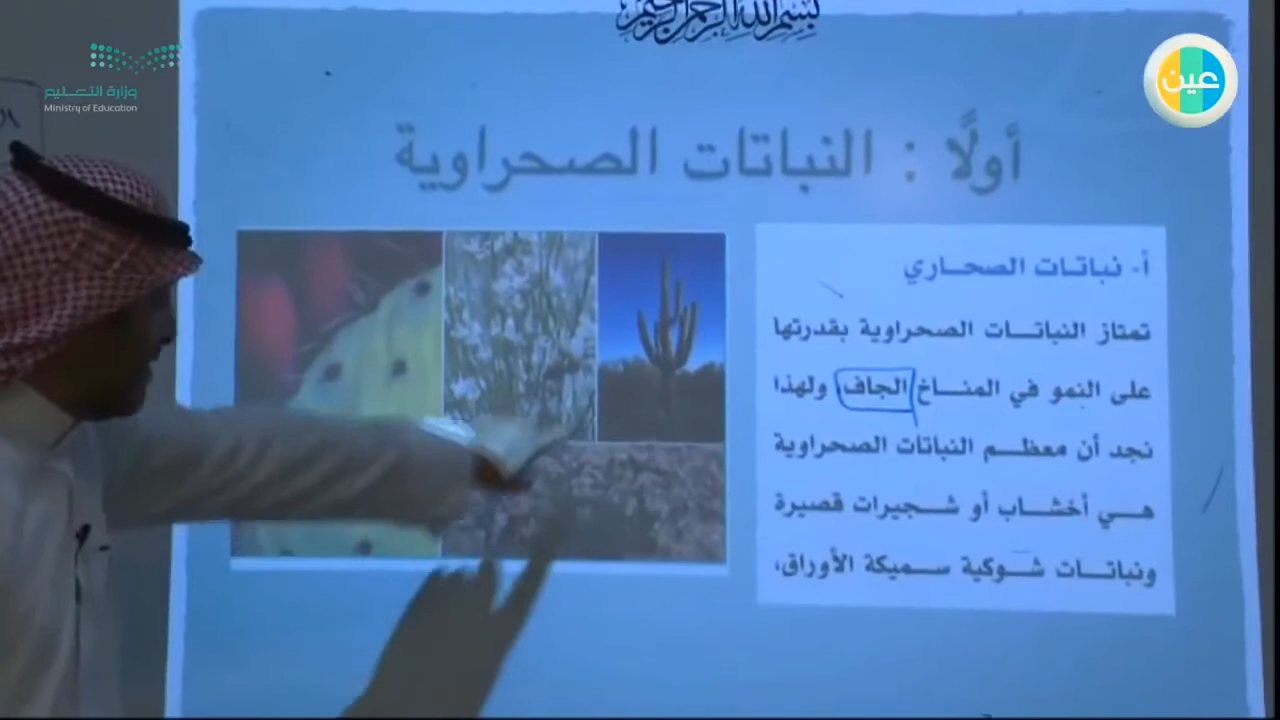 بسم الله الرحمن الرحيم
وزارة التعليم
Ministry of Education
عين
أولًا : النباتات الصحراوية
أ- نباتات الصحاري
تمتاز النباتات الصحراوية بقدرتها
على النمو في المناخ الجاف ولهذا
نجد أن معظم النباتات الصحراوية
هي أخشاب أو شجيرات قصيرة
ونباتات شوكية سميكة الأوراق،